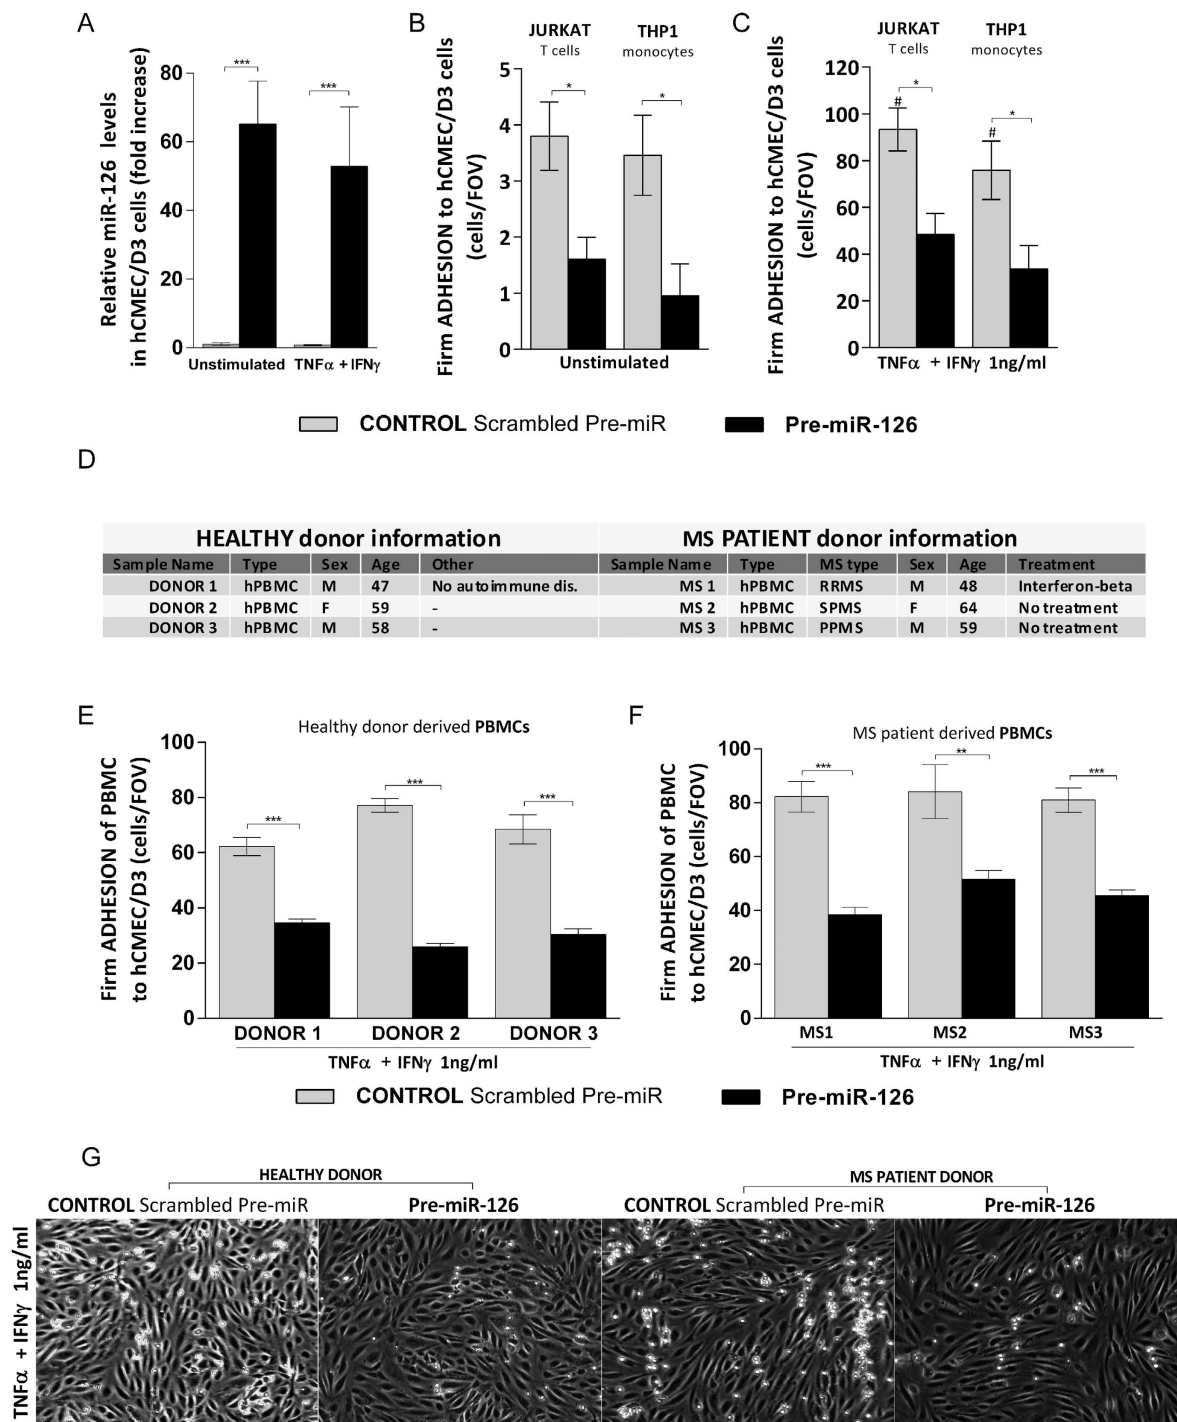 A
Relative miR-126 levels
in hCMEC/D3 cells (fold increase)
80
60
40
20
0
***
***
Unstimulated
TNFα + IFNγ
B
JURKAT
T cells
THP1
monocytes
Firm ADHESION to hCMEC/D3 cells
(cells/FOV)
5
4
3
2
1
0
*
*
Unstimulated
C
JURKAT
T cells
THP1
monocytes
Firm ADHESION to hCMEC/D3 cells
(cells/FOV)
120
100
80
60
40
20
0
*
#
*
#
TNFα + IFNγ 1ng/ml
CONTROL Scrambled Pre-miR
Pre-miR-126
D
HEALTHY donor information
MS PATIENT donor information
Sample Name Type Sex Age Other Sample Name Type MS type Sex Age Treatment
DONOR 1 hPBMC M 47 No autoimmune dis. MS 1 hPBMC RRMS M 48 Interferon-beta
DONOR 2 hPBMC F 59 - MS 2 hPBMC SPMS F 64 No treatment
DONOR 3 hPBMC M 58 - MS 3 hPBMC PPMS M 59 No treatment
E
Healthy donor derived PBMCs
Firm ADHESION of PBMC
to hCMEC/D3 (cells/FOV)
100
80
60
40
20
0
***
***
***
DONOR 1
DONOR 2
DONOR 3
TNFα + IFNγ 1ng/ml
F
MS patient derived PBMCs
Firm ADHESION of PBMC
to hCMEC/D3 (cells/FOV)
100
80
60
40
20
0
***
**
***
MS1
MS2
MS3
TNFα + IFNγ 1ng/ml
CONTROL Scrambled Pre-miR
Pre-miR-126
G
HEALTHY DONOR
MS PATIENT DONOR
CONTROL Scrambled Pre-miR
Pre-miR-126
CONTROL Scrambled Pre-miR
Pre-miR-126
TNFα + IFNγ 1ng/ml